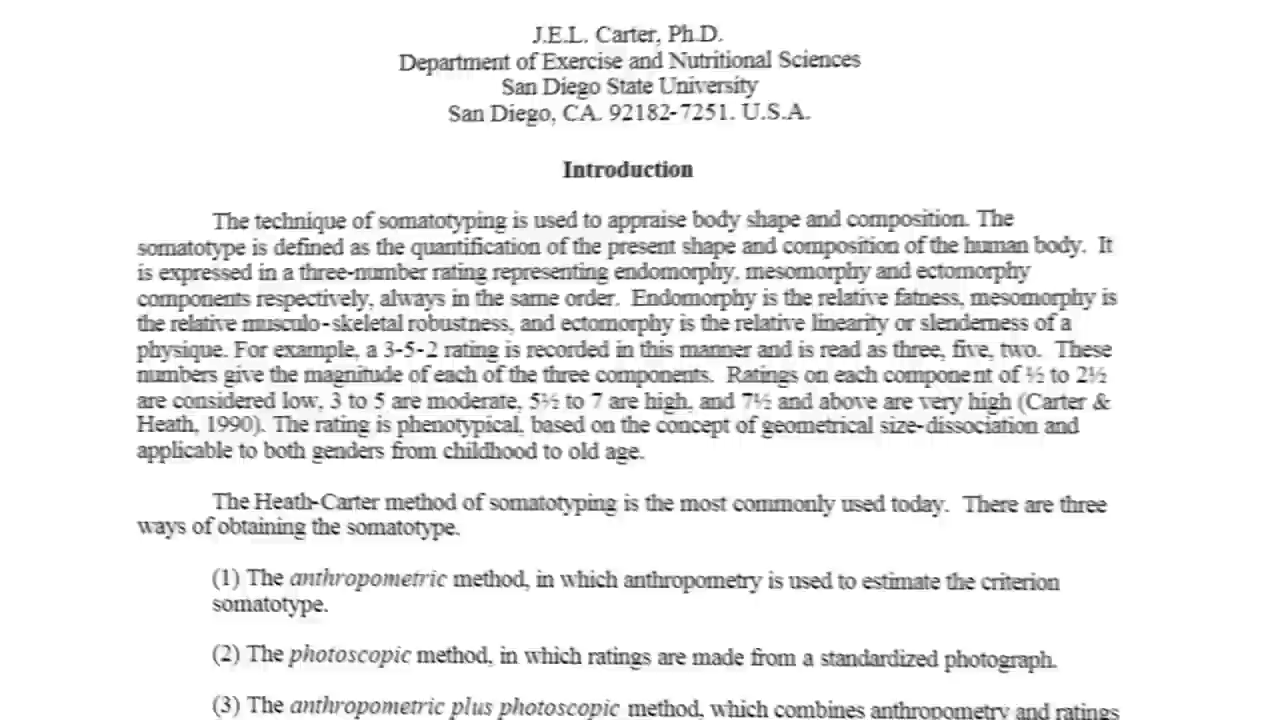 J.E.L. Carter, Ph.D.
Department of Exercise and Nutritional Sciences
San Diego State University
San Diego, CA. 92182-7251. U.S.A.
Introduction
The technique of somatotyping is used to appraise body shape and composition. The
somatotype is defined as the quantification of the present shape and composition of the human body. It
is expressed in a three-number rating representing endomorphy, mesomorphy and ectomorphy
components respectively, always in the same order. Endomorphy is the relative fatness, mesomorphy is
the relative musculo-skeletal robustness, and ectomorphy is the relative linearity or slenderness of a
physique. For example, a 3-5-2 rating is recorded in this manner and is read as three, five, two. These
numbers give the magnitude of each of the three components. Ratings on each component of ½ to 2½
are considered low, 3 to 5 are moderate, 5½ to 7 are high, and 7½ and above are very high (Carter &
Heath, 1990). The rating is phenotypical, based on the concept of geometrical size-dissociation and
applicable to both genders from childhood to old age.
The Heath-Carter method of somatotyping is the most commonly used today. There are three
ways of obtaining the somatotype.
(1) The anthropometric method, in which anthropometry is used to estimate the criterion
somatotype.
(2) The photoscopic method, in which ratings are made from a standardized photograph.
(3) The anthropometric plus photoscopic method, which combines anthropometry and ratings